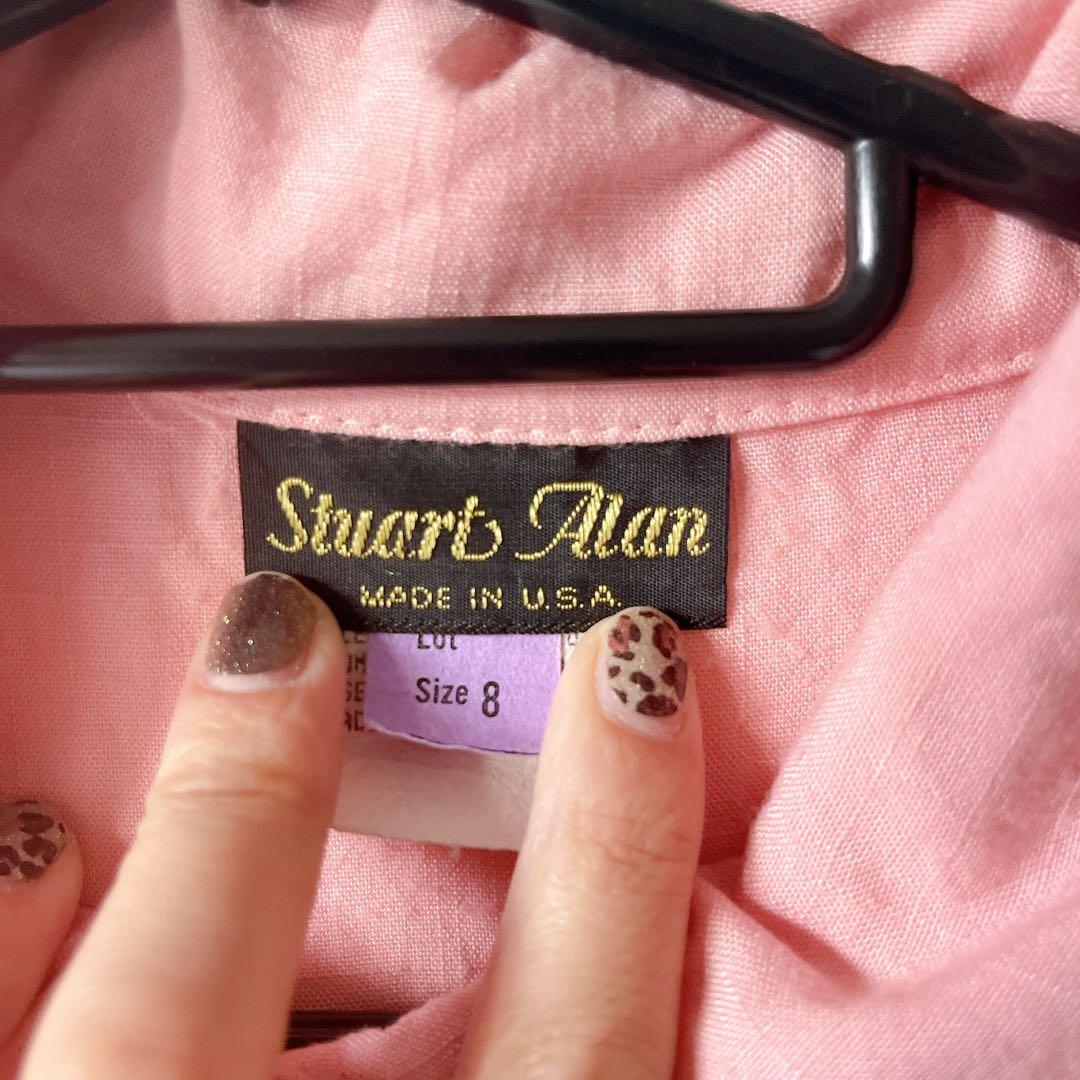 Stuart Alan
MADE IN U.S.A.
Lot
Size 8